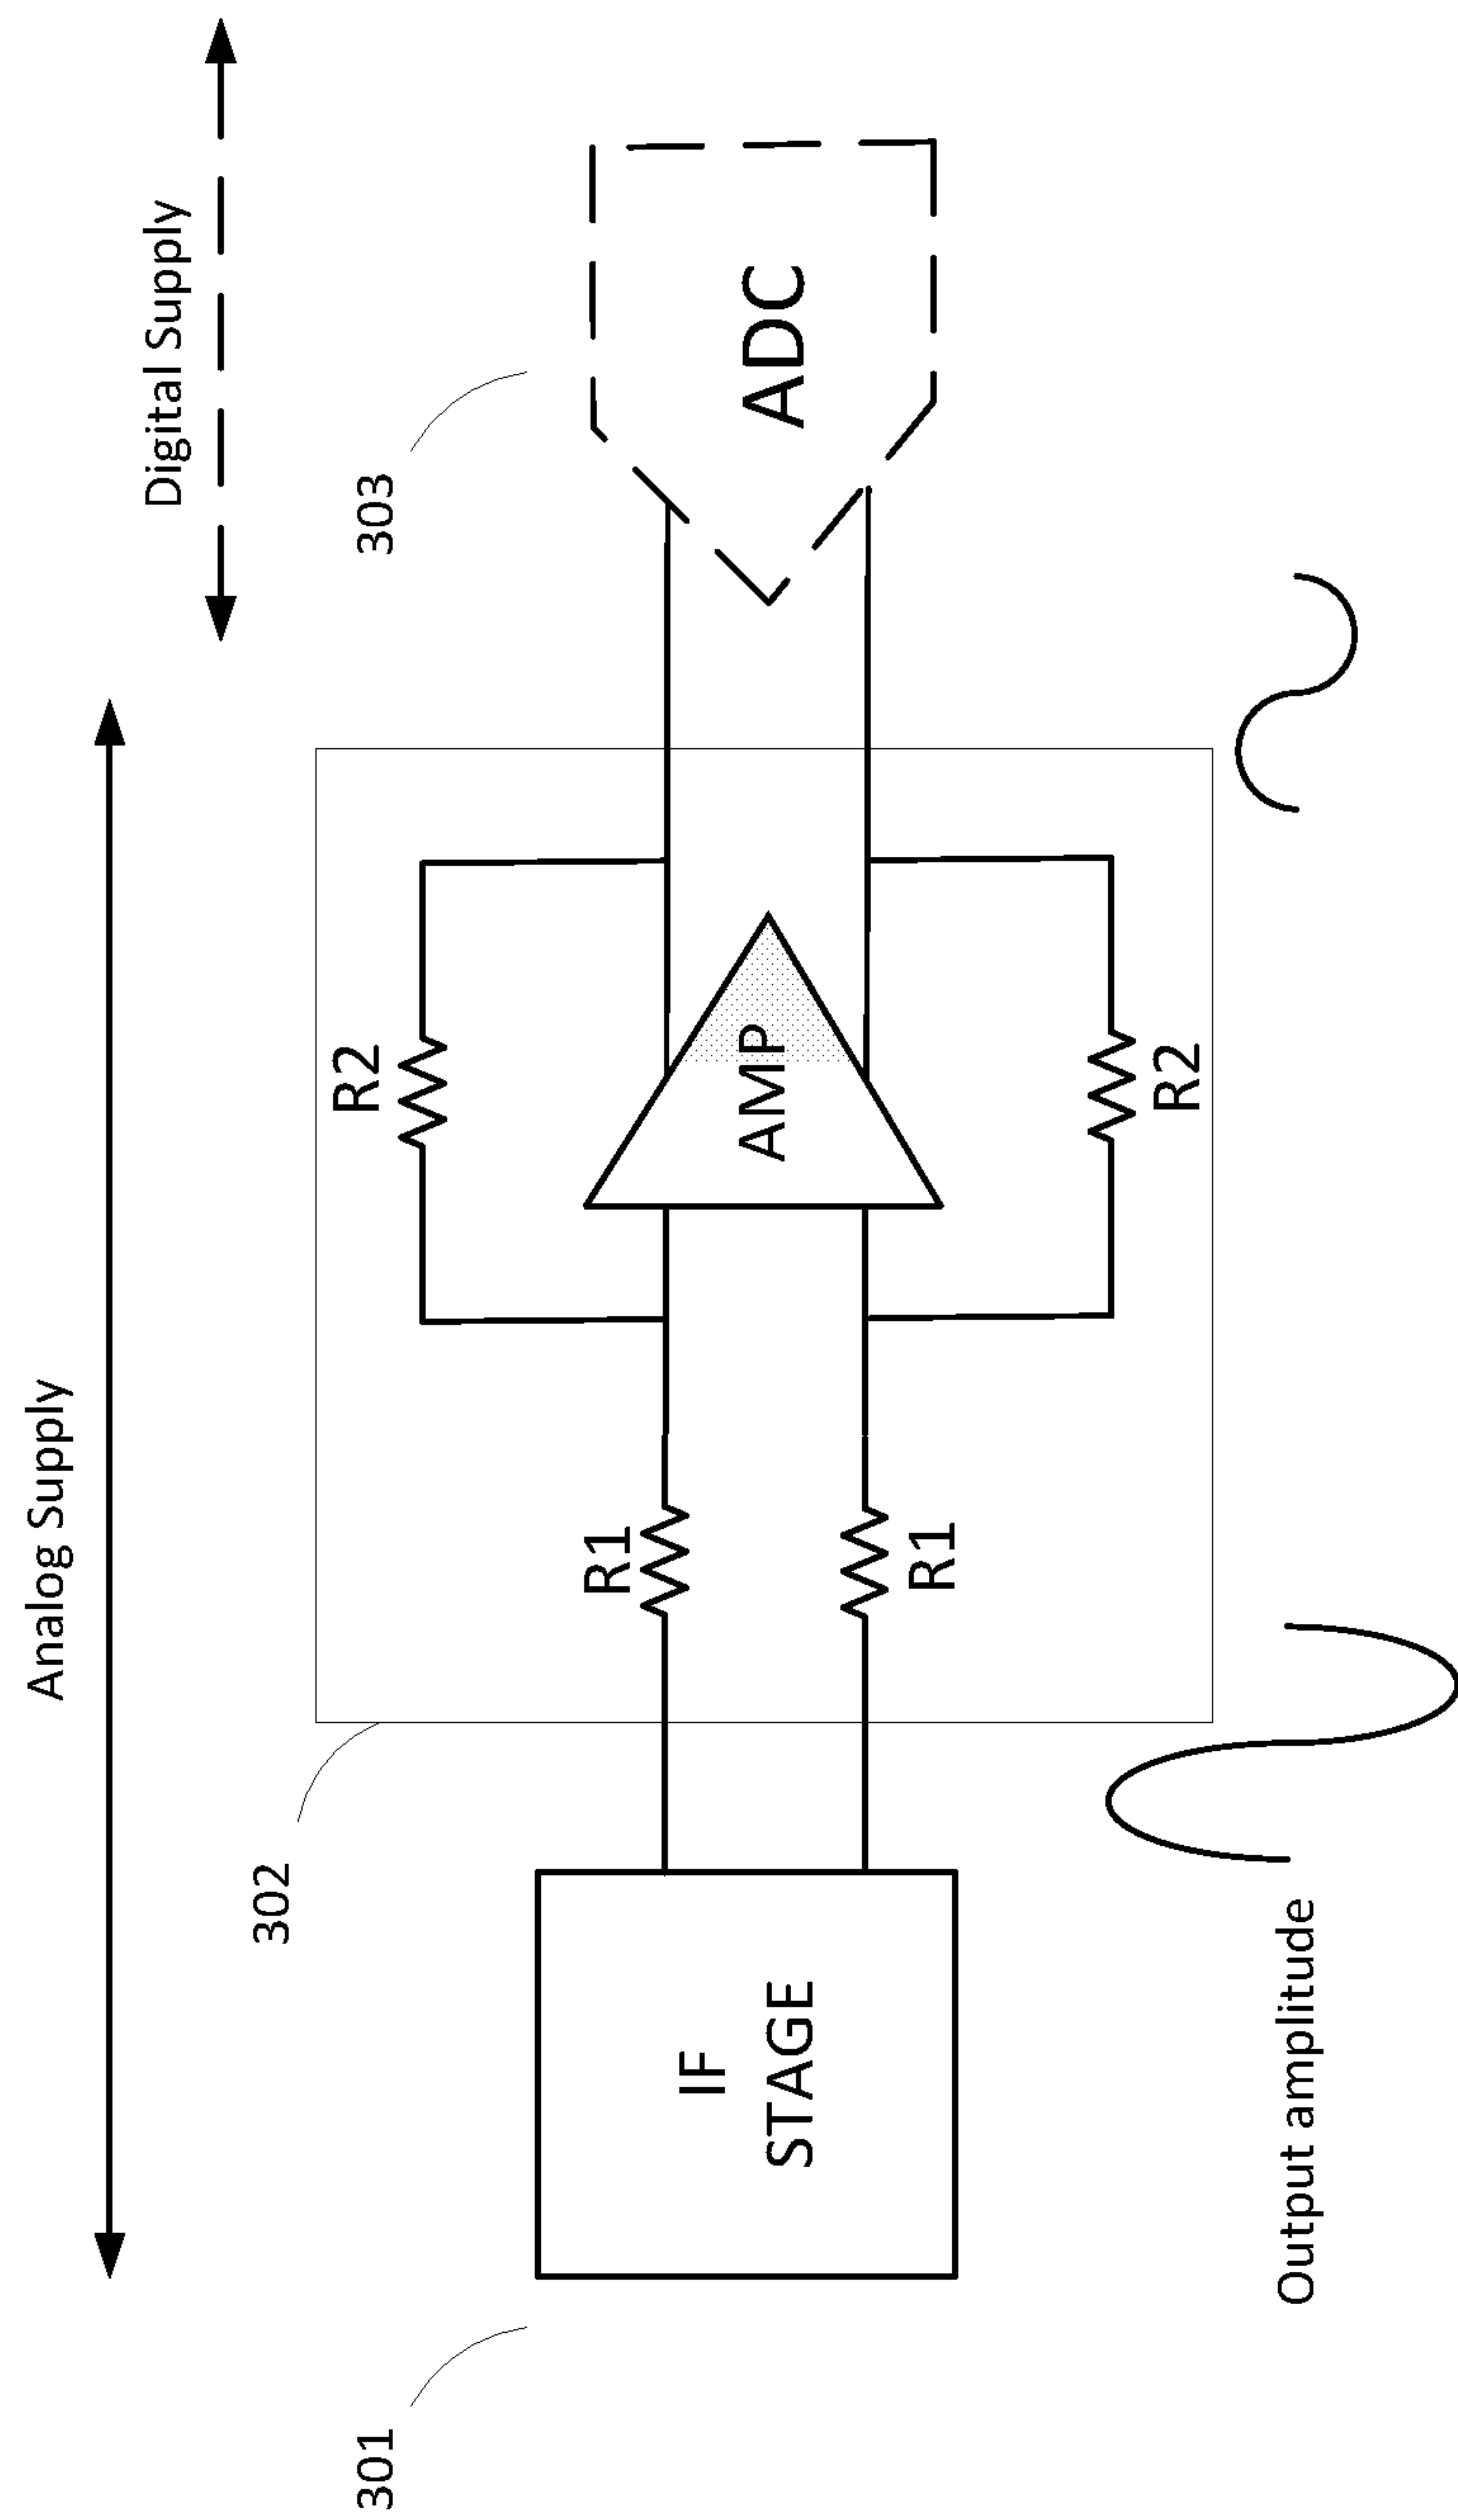 Analog Supply
Digital Supply
302
301
303
R2
R1
IF
STAGE
AMP
ADC
R1
R2
Output amplitude